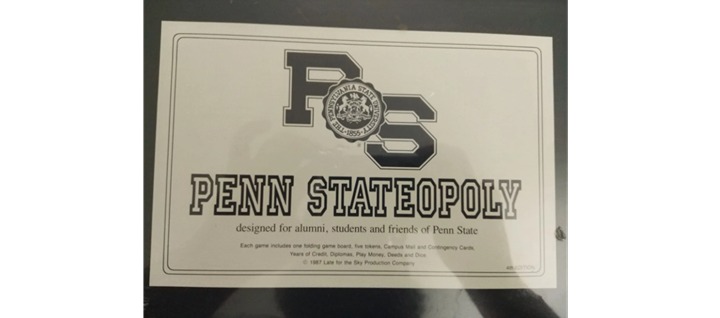 PS
THE PENNSYLVANIA STATE UNIVERSITY
·1855·
®
PENN STATEOPOLY
designed for alumni, students and friends of Penn State
Each game includes one folding game board, five tokens, Campus Mail and Contingency Cards,
Years of Credit, Diplomas, Play Money, Deeds and Dice.
© 1987 Late for the Sky Production Company